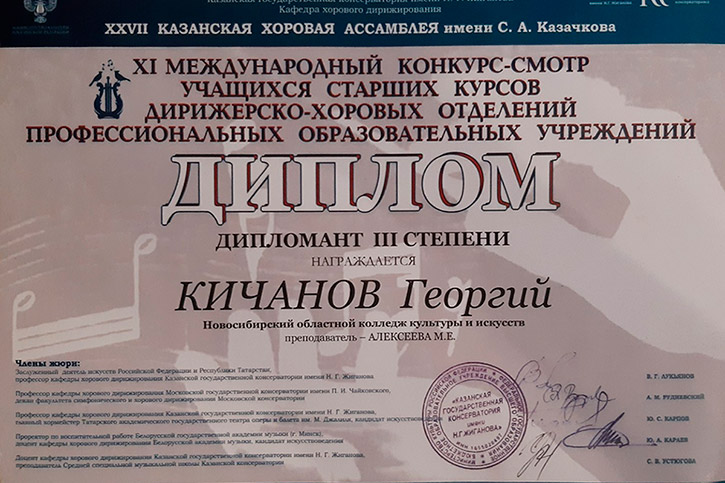 Кафедра хорового дирижирования
XXVII КАЗАНСКАЯ ХОРОВАЯ АССАМБЛЕЯ имени С. А. Казачкова
XI МЕЖДУНАРОДНЫЙ КОНКУРС-СМОТР
УЧАЩИХСЯ СТАРШИХ КУРСОВ
ДИРИЖЕРСКО-ХОРОВЫХ ОТДЕЛЕНИЙ
ПРОФЕССИОНАЛЬНЫХ ОБРАЗОВАТЕЛЬНЫХ УЧРЕЖДЕНИЙ
ДИПЛОМ
ДИПЛОМАНТ III СТЕПЕНИ
НАГРАЖДАЕТСЯ
КИЧАНОВ Георгий
Новосибирский областной колледж культуры и искусств
преподаватель – АЛЕКСЕЕВА М.Е.
Члены жюри:
Заслуженный деятель искусств Российской Федерации и Республики Татарстан,
профессор кафедры хорового дирижирования Казанской государственной консерватории имени Н. Г. Жиганова
В. Г. ЛУКЬЯНОВ
Профессор кафедры хорового дирижирования Московской государственной консерватории имени П. И. Чайковского,
декан факультета симфонического и хорового дирижирования Московской государственной консерватории
А. М. РУДНЕВСКИЙ
Профессор кафедры хорового дирижирования Казанской государственной консерватории имени Н. Г. Жиганова,
главный хормейстер Татарского академического государственного театра оперы и балета им. М. Джалиля, кандидат искусствоведения
Ю. С. КАРПОВ
Проректор по воспитательной работе Белорусской государственной академии музыки (г. Минск),
доцент кафедры хорового дирижирования Белорусской академии музыки, кандидат искусствоведения
Ю. А. КАРАЕВ
Доцент кафедры хорового дирижирования Казанской государственной консерватории имени Н. Г. Жиганова,
преподаватель Средней специальной музыкальной школы Казанской консерватории
С. В. УСТЮГОВА
КАЗАНСКАЯ
ГОСУДАРСТВЕННАЯ
КОНСЕРВАТОРИЯ
ИМЕНИ
Н.Г.ЖИГАНОВА